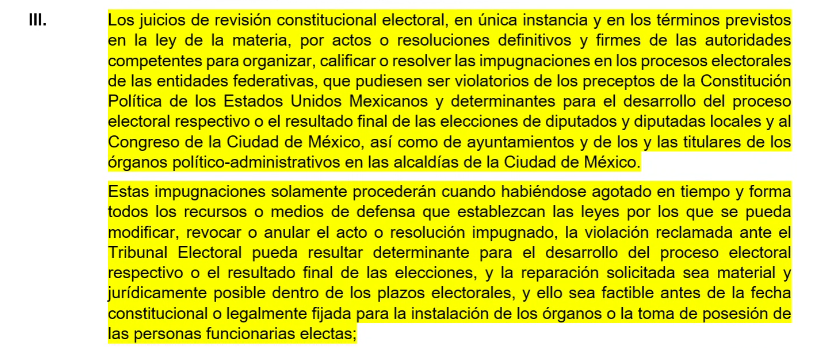 III. Los juicios de revisión constitucional electoral, en única instancia y en los términos previstos
en la ley de la materia, por actos o resoluciones definitivos y firmes de las autoridades
competentes para organizar, calificar o resolver las impugnaciones en los procesos electorales
de las entidades federativas, que pudiesen ser violatorios de los preceptos de la Constitución
Política de los Estados Unidos Mexicanos y determinantes para el desarrollo del proceso
electoral respectivo o el resultado final de las elecciones de diputados y diputadas locales y al
Congreso de la Ciudad de México, así como de ayuntamientos y de los y las titulares de los
órganos político-administrativos en las alcaldías de la Ciudad de México.
Estas impugnaciones solamente procederán cuando habiéndose agotado en tiempo y forma
todos los recursos o medios de defensa que establezcan las leyes por los que se pueda
modificar, revocar o anular el acto o resolución impugnado, la violación reclamada ante el
Tribunal Electoral pueda resultar determinante para el desarrollo del proceso electoral
respectivo o el resultado final de las elecciones, y la reparación solicitada sea material y
jurídicamente posible dentro de los plazos electorales, y ello sea factible antes de la fecha
constitucional o legalmente fijada para la instalación de los órganos o la toma de posesión de
las personas funcionarias electas;